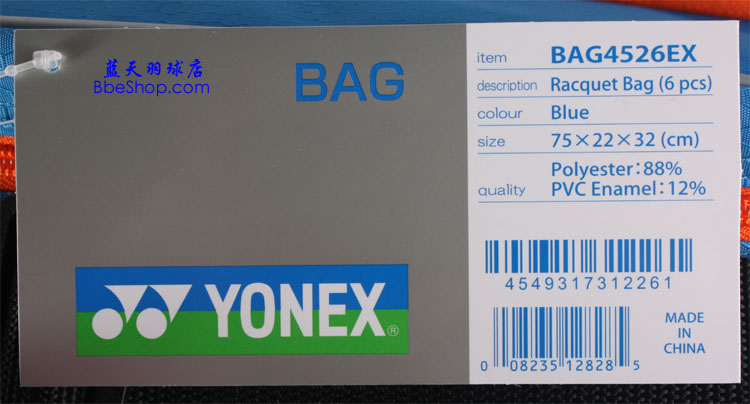 蓝天羽球店
BbeShop.com
BAG
YONEX®
item BAG4526EX
description Racquet Bag (6 pcs)
colour Blue
size 75×22×32 (cm)
quality Polyester:88%
PVC Enamel:12%
4549317312261
0 08235 12828 5
MADE
IN
CHINA